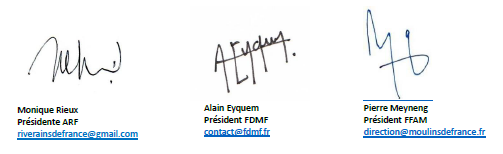 Monique Rieux
Présidente ARF
riverainsdefrance@gmail.com
A Eyquem.
Alain Eyquem
Président FDMF
contact@fdmf.fr
Pierre Meyneng
Président FFAM
direction@moulinsdefrance.fr